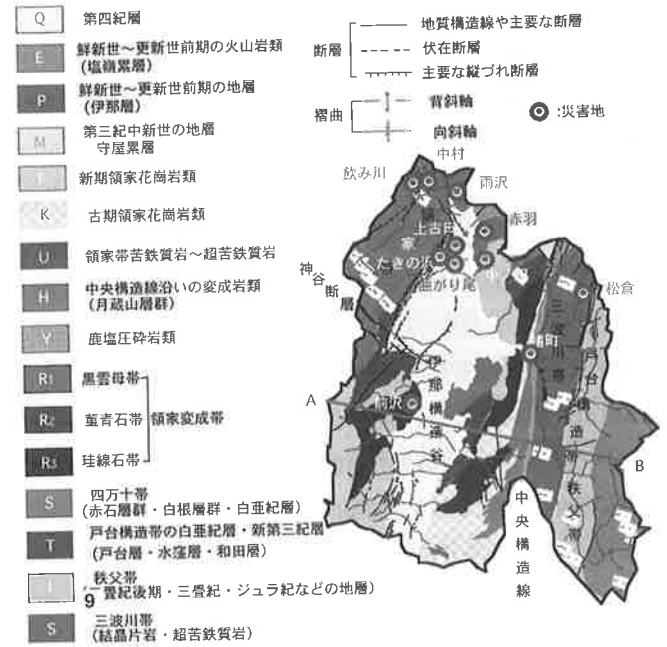 Q 第四紀層
E 鮮新世～更新世前期の火山岩類
(塩嶺累層)
P 鮮新世～更新世前期の地層
(伊那層)
M 第三紀中新世の地層
守屋累層
新期領家花崗岩類
K 古期領家花崗岩類
U 領家帯苦鉄質岩～超苦鉄質岩
H 中央構造線沿いの変成岩類
(月蔵山層群)
Y 鹿塩圧砕岩類
R1 黒雲母帯
R2 菫青石帯
領家変成帯
R3 珪線石帯
S 四万十帯
(赤石層群・白根層群・白亜紀層)
T 戸台構造帯の白亜紀層・新第三紀層
(戸台層・水窪層・和田層)
秩父帯
畳紀後期・三畳紀・ジュラ紀などの地層)
9
S 三波川帯
(結晶片岩・超苦鉄質岩)
断層
地質構造線や主要な断層
伏在断層
主要な縦づれ断層
褶曲
背斜軸
向斜軸
:災害地
中村
飲み川
雨沢
上古田
赤羽
たきの浜
曲がり尾
神谷断層
松倉
三波川帯
戸台構造帯
伊那構造谷
秩父帯
中央構造線
A
B